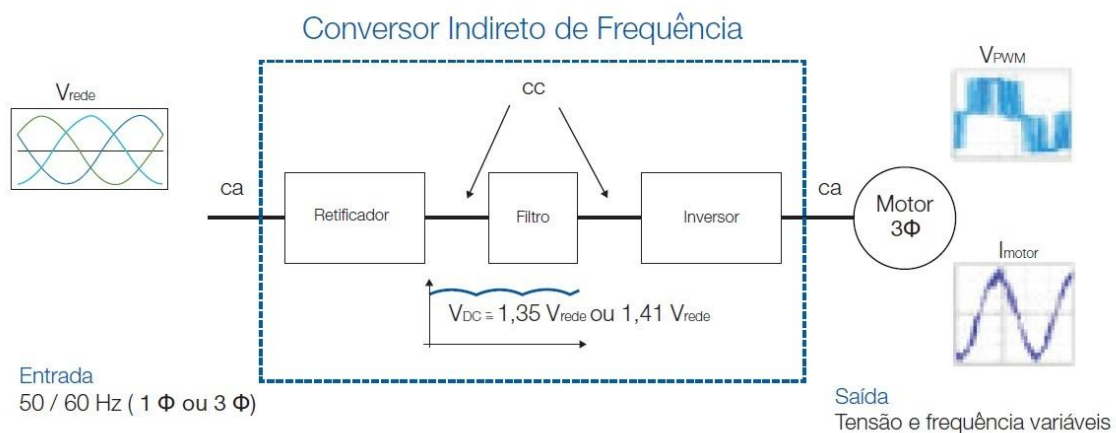 Conversor Indireto de Frequência
Vrede
cc
VPWM
ca
Retificador
Filtro
Inversor
ca
Motor
3Φ
Imotor
VDC ≅ 1,35 Vrede ou 1,41 Vrede
Entrada
50 / 60 Hz ( 1 Φ ou 3 Φ)
Saída
Tensão e frequência variáveis